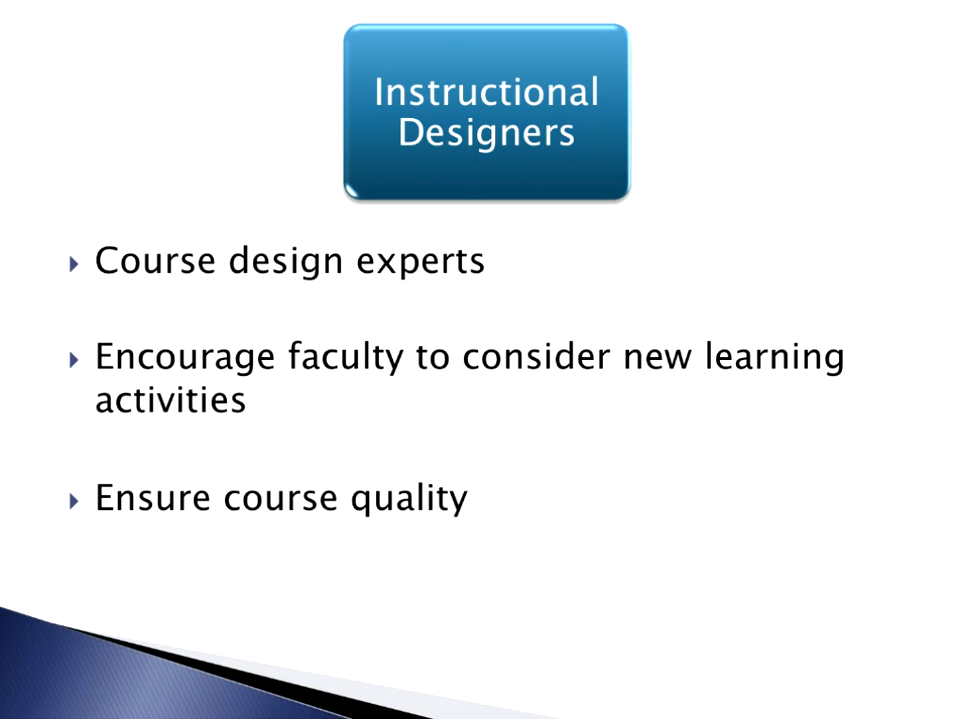 Instructional
Designers
Course design experts
Encourage faculty to consider new learning
activities
Ensure course quality